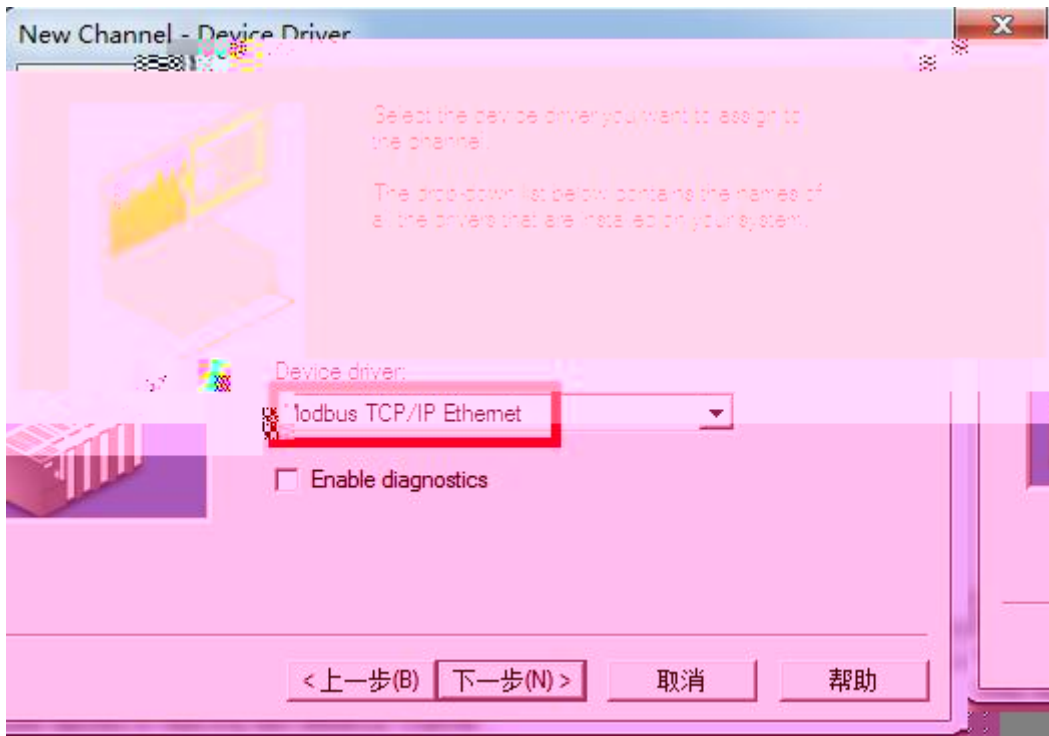 New Channel - Device Driver
Select the device driver you want to assign to
the channel.
The drop-down list below contains the names of
all the drivers that are installed on your system.
Device driver:
Modbus TCP/IP Ethernet
Enable diagnostics
<上一步(B) 下一步(N)> 取消 帮助